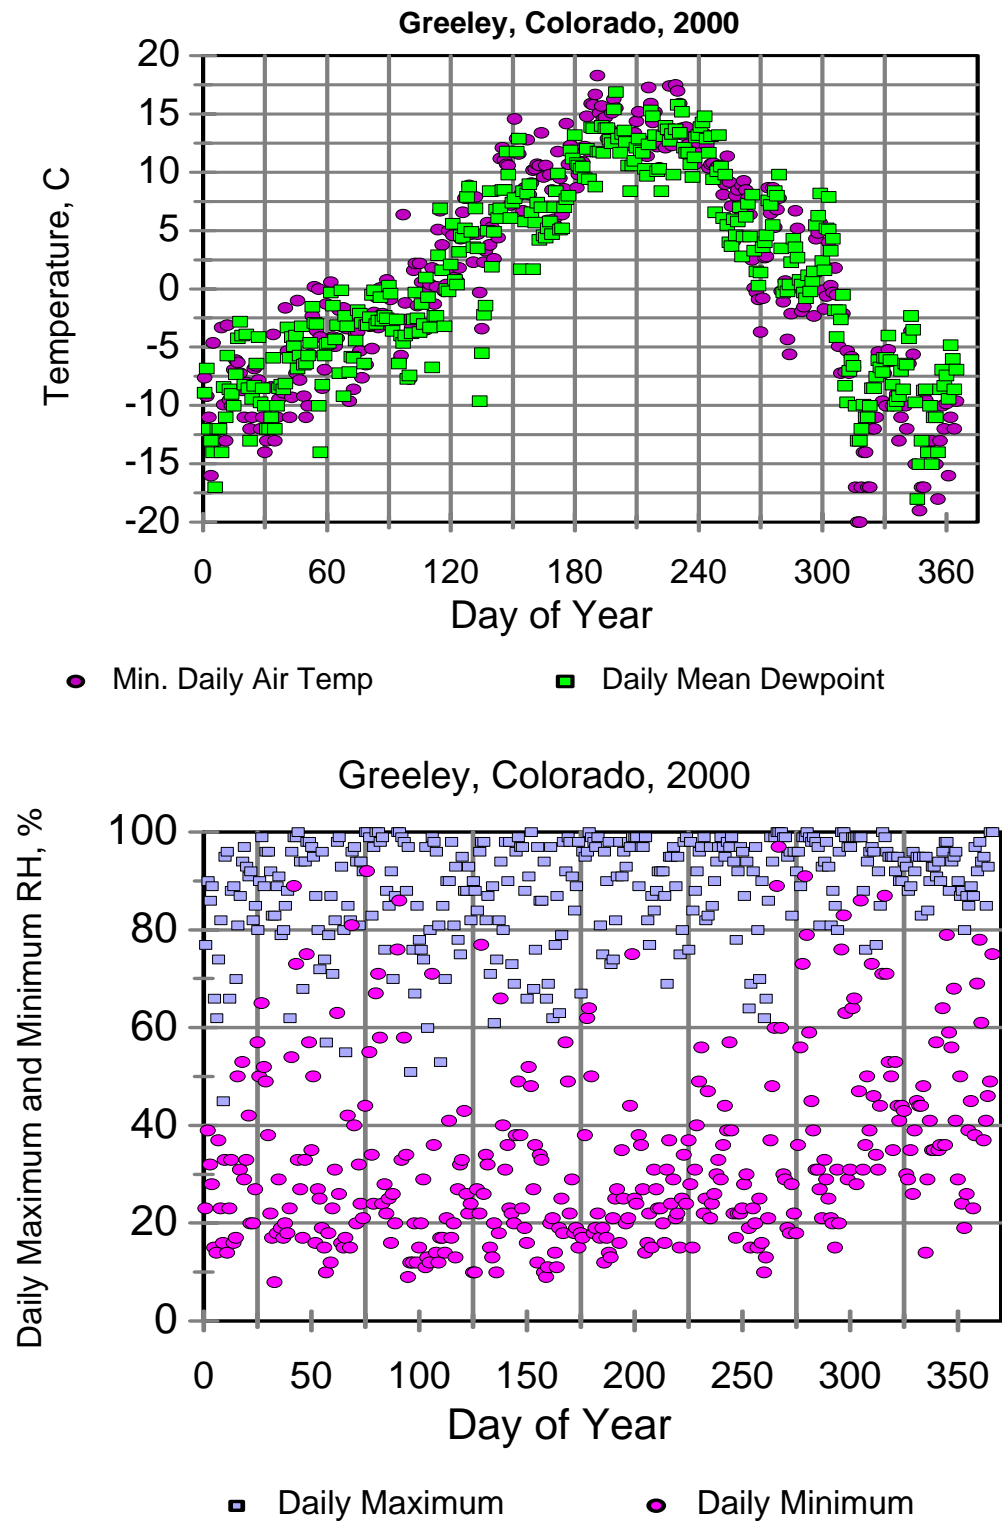 Greeley, Colorado, 2000
20
15
10
5
0
-5
-10
-15
-20
Temperature, C
0 60 120 180 240 300 360
Day of Year
Min. Daily Air Temp Daily Mean Dewpoint
Greeley, Colorado, 2000
100
80
60
40
20
0
Daily Maximum and Minimum RH, %
0 50 100 150 200 250 300 350
Day of Year
Daily Maximum Daily Minimum